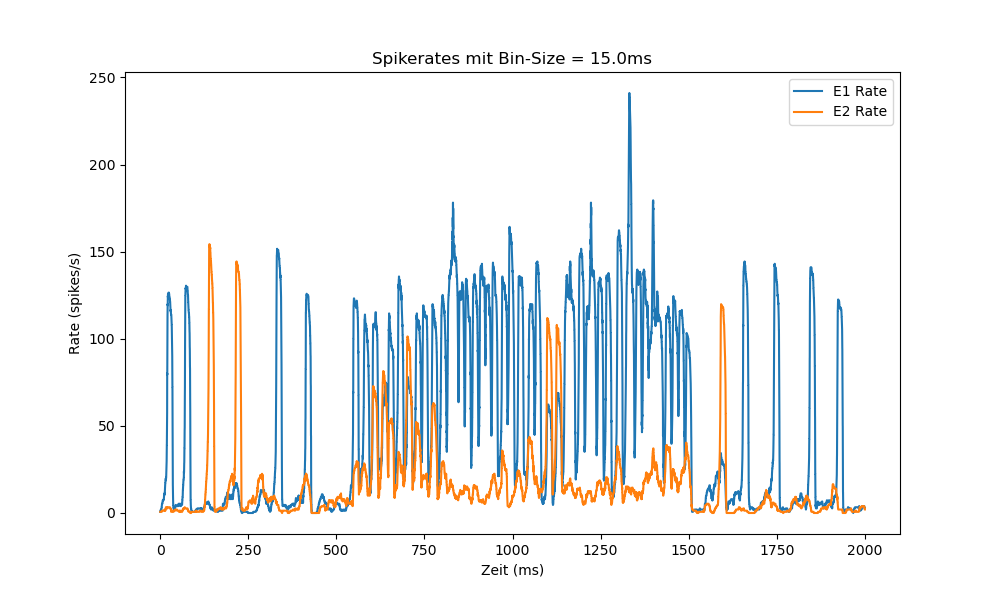 Spikerates mit Bin-Size = 15.0ms
E1 Rate
E2 Rate
Rate (spikes/s)
250
200
150
100
50
0
0 250 500 750 1000 1250 1500 1750 2000
Zeit (ms)